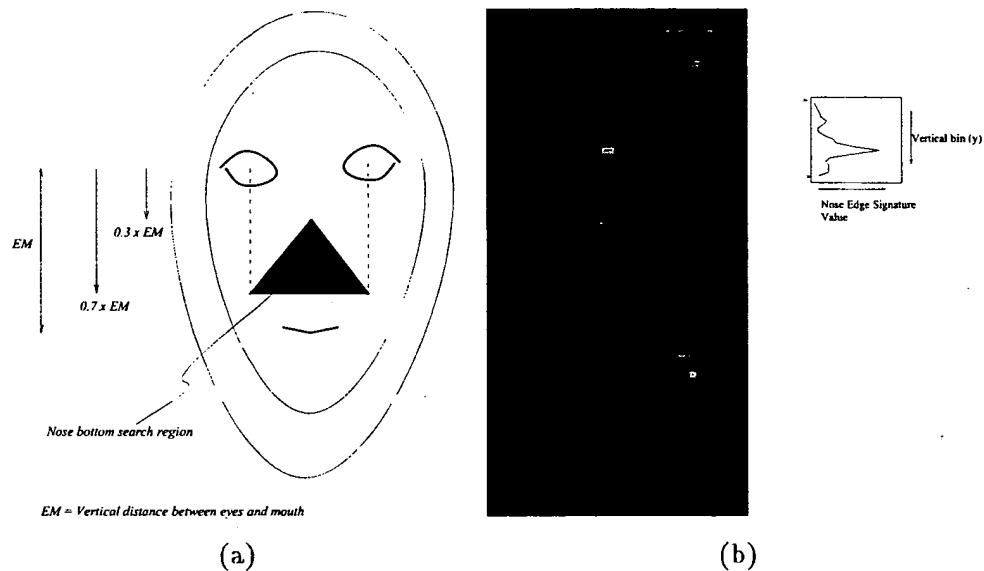 EM
0.3 x EM
0.7 x EM
Nose bottom search region
EM = Vertical distance between eyes and mouth
(a)
Vertical bin (y)
Nose Edge Signature
Value
(b)